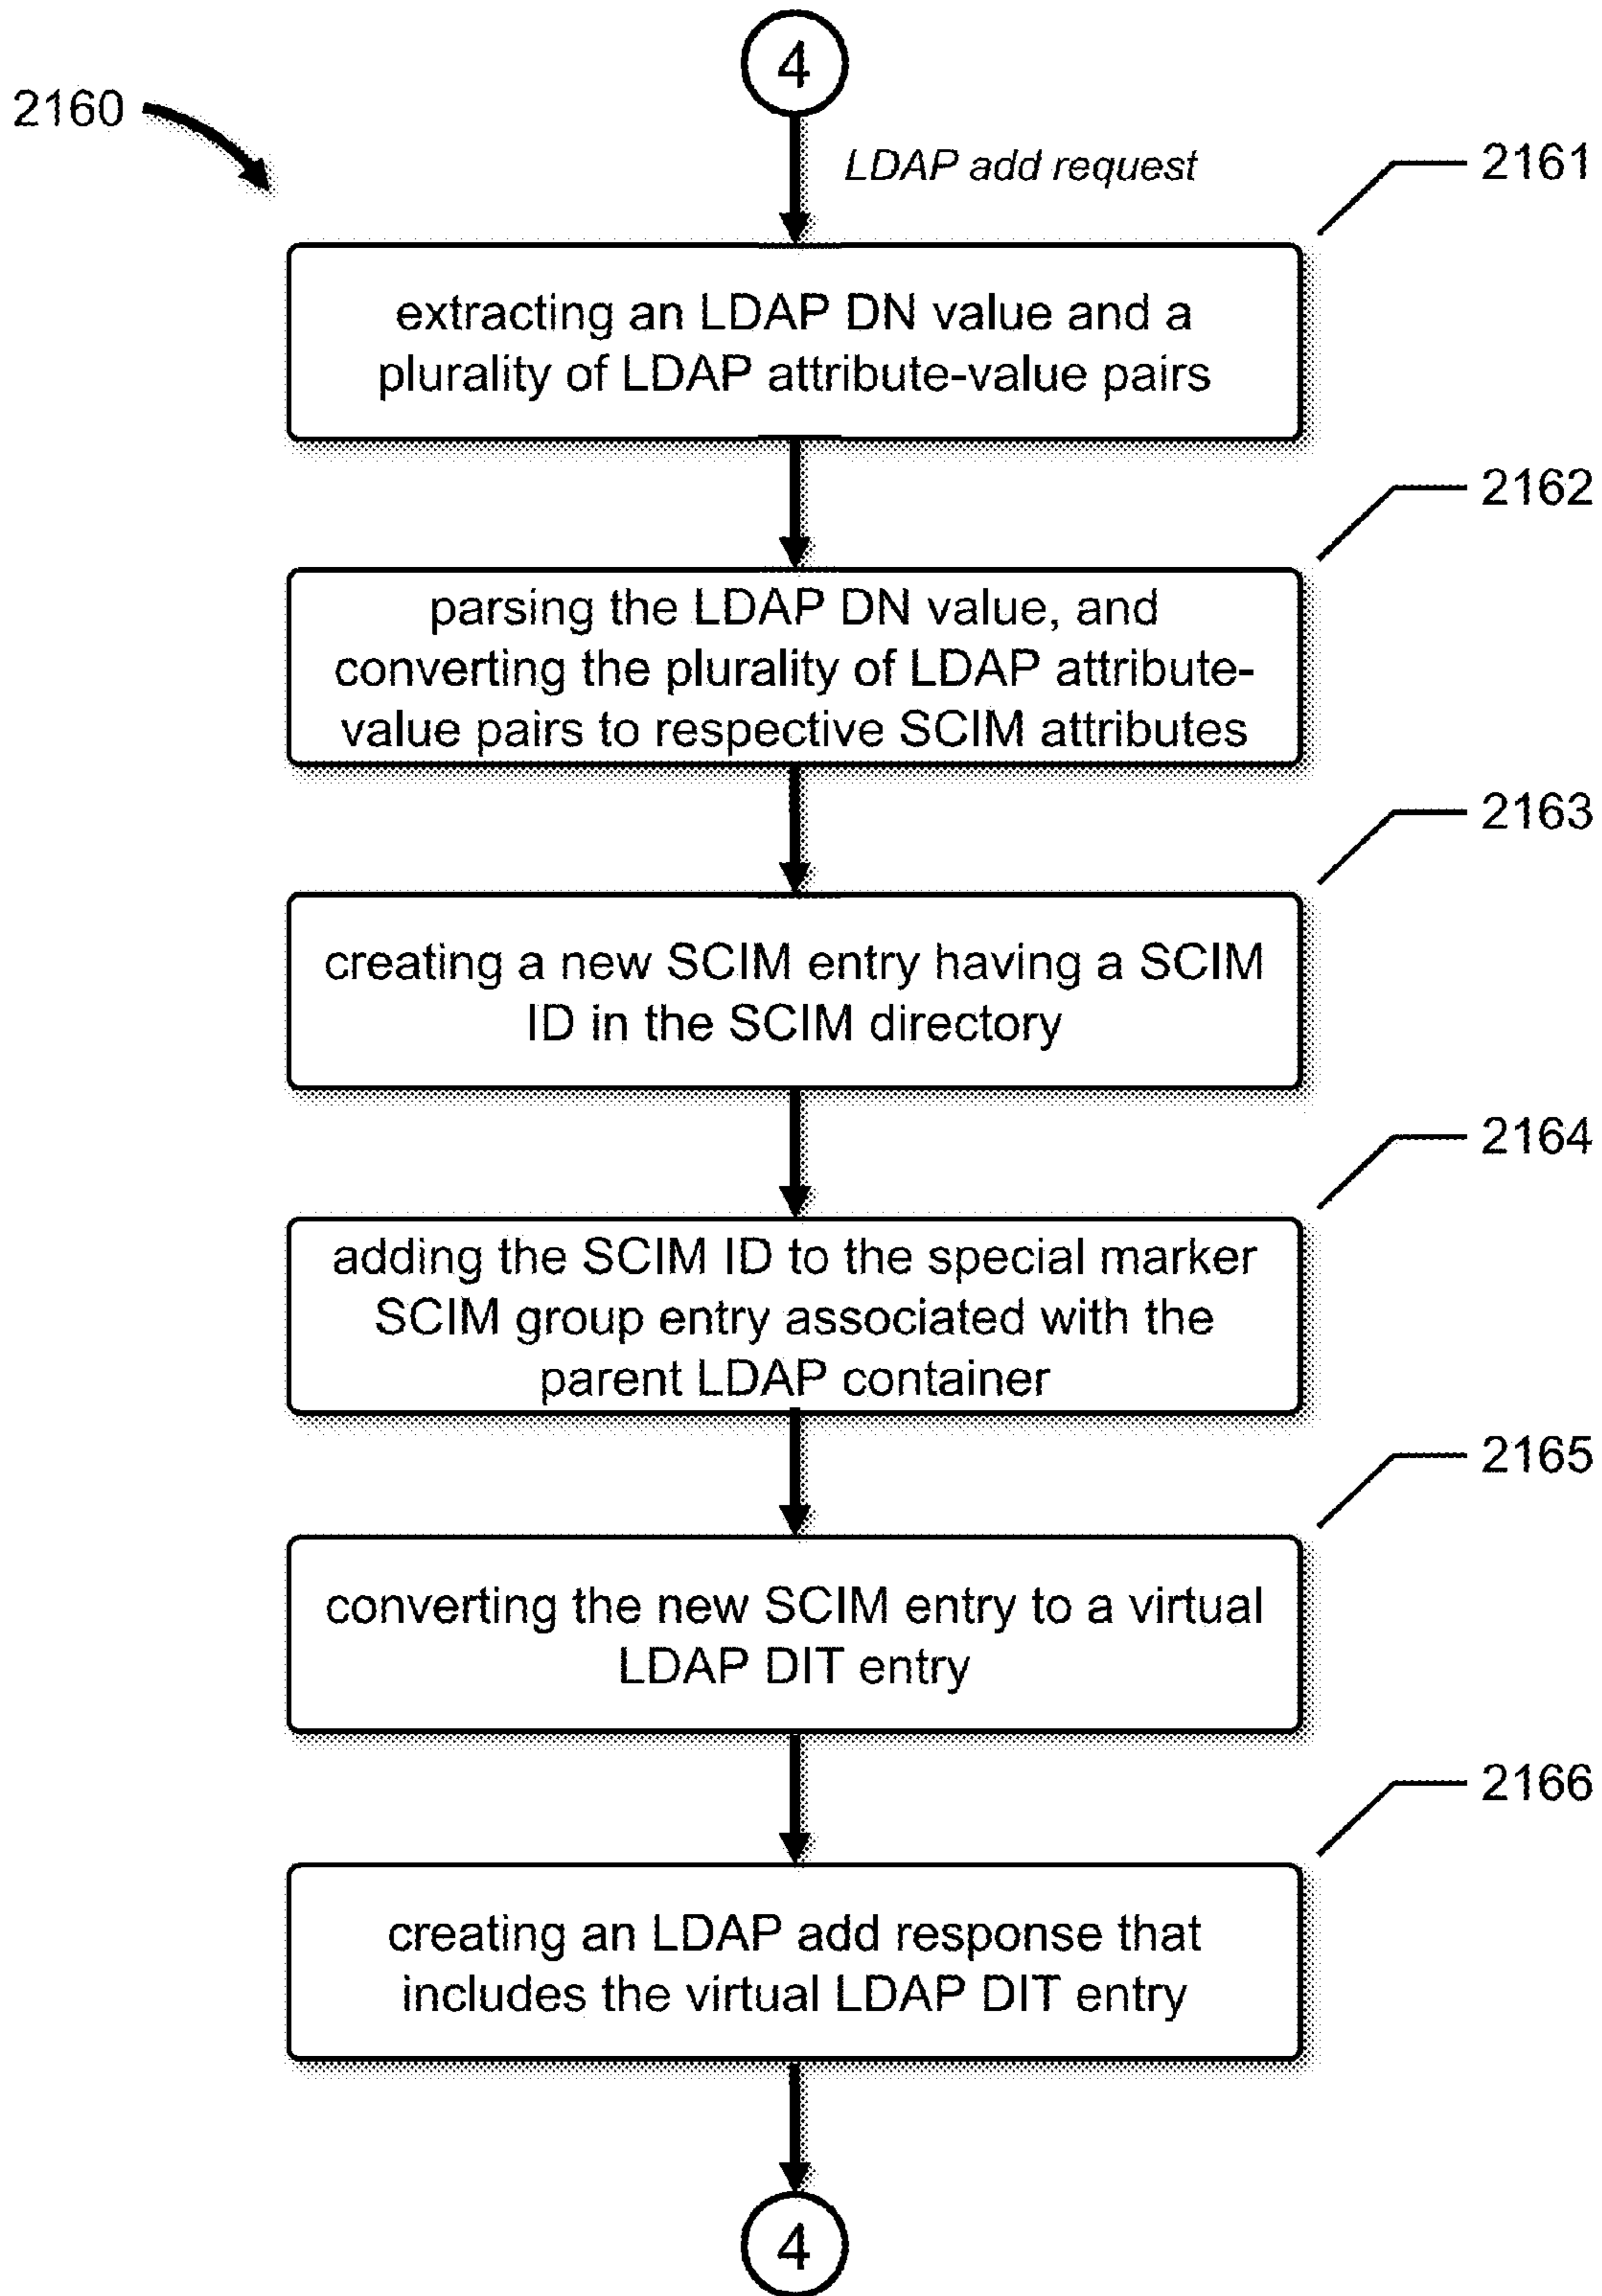 4
2160
LDAP add request
2161
extracting an LDAP DN value and a
plurality of LDAP attribute-value pairs
2162
parsing the LDAP DN value, and
converting the plurality of LDAP attribute-
value pairs to respective SCIM attributes
2163
creating a new SCIM entry having a SCIM
ID in the SCIM directory
2164
adding the SCIM ID to the special marker
SCIM group entry associated with the
parent LDAP container
2165
converting the new SCIM entry to a virtual
LDAP DIT entry
2166
creating an LDAP add response that
includes the virtual LDAP DIT entry
4